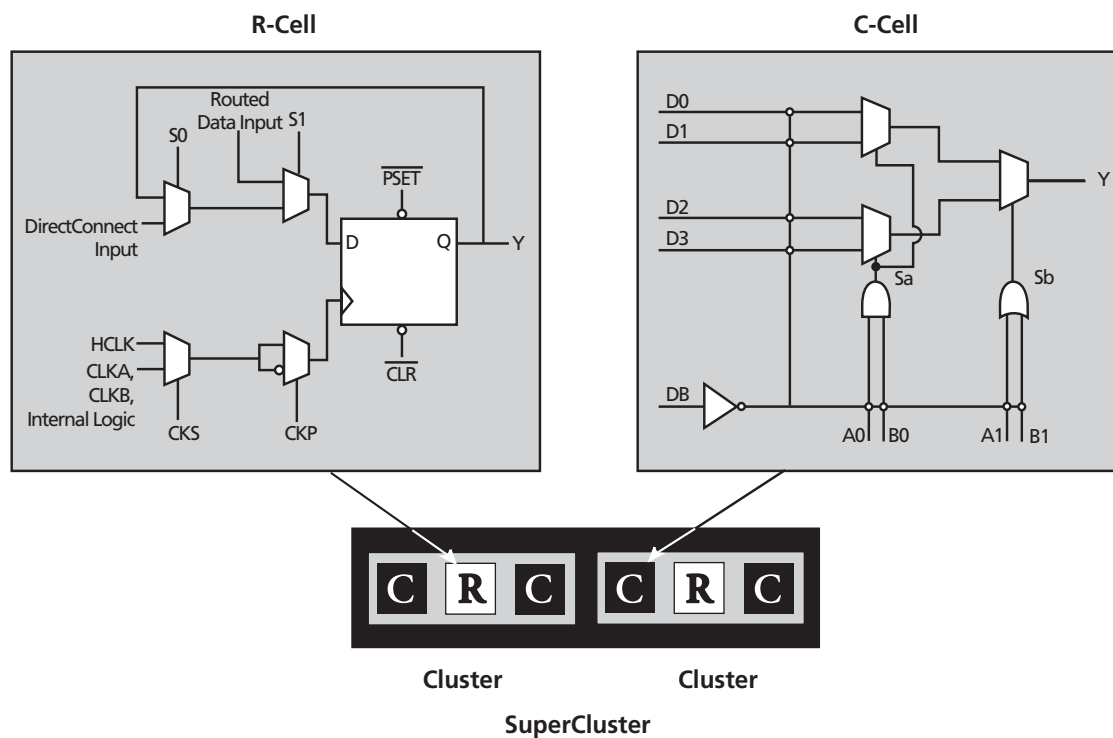 R-Cell
Routed
Data Input
S1
S0
PSET
DirectConnect
Input
D
Q
Y
HCLK
CLKA,
CLKB,
Internal Logic
CLR
CKS
CKP
C-Cell
D0
D1
Y
D2
D3
Sa
Sb
DB
A0
B0
A1
B1
C
R
C
C
R
C
Cluster
Cluster
SuperCluster